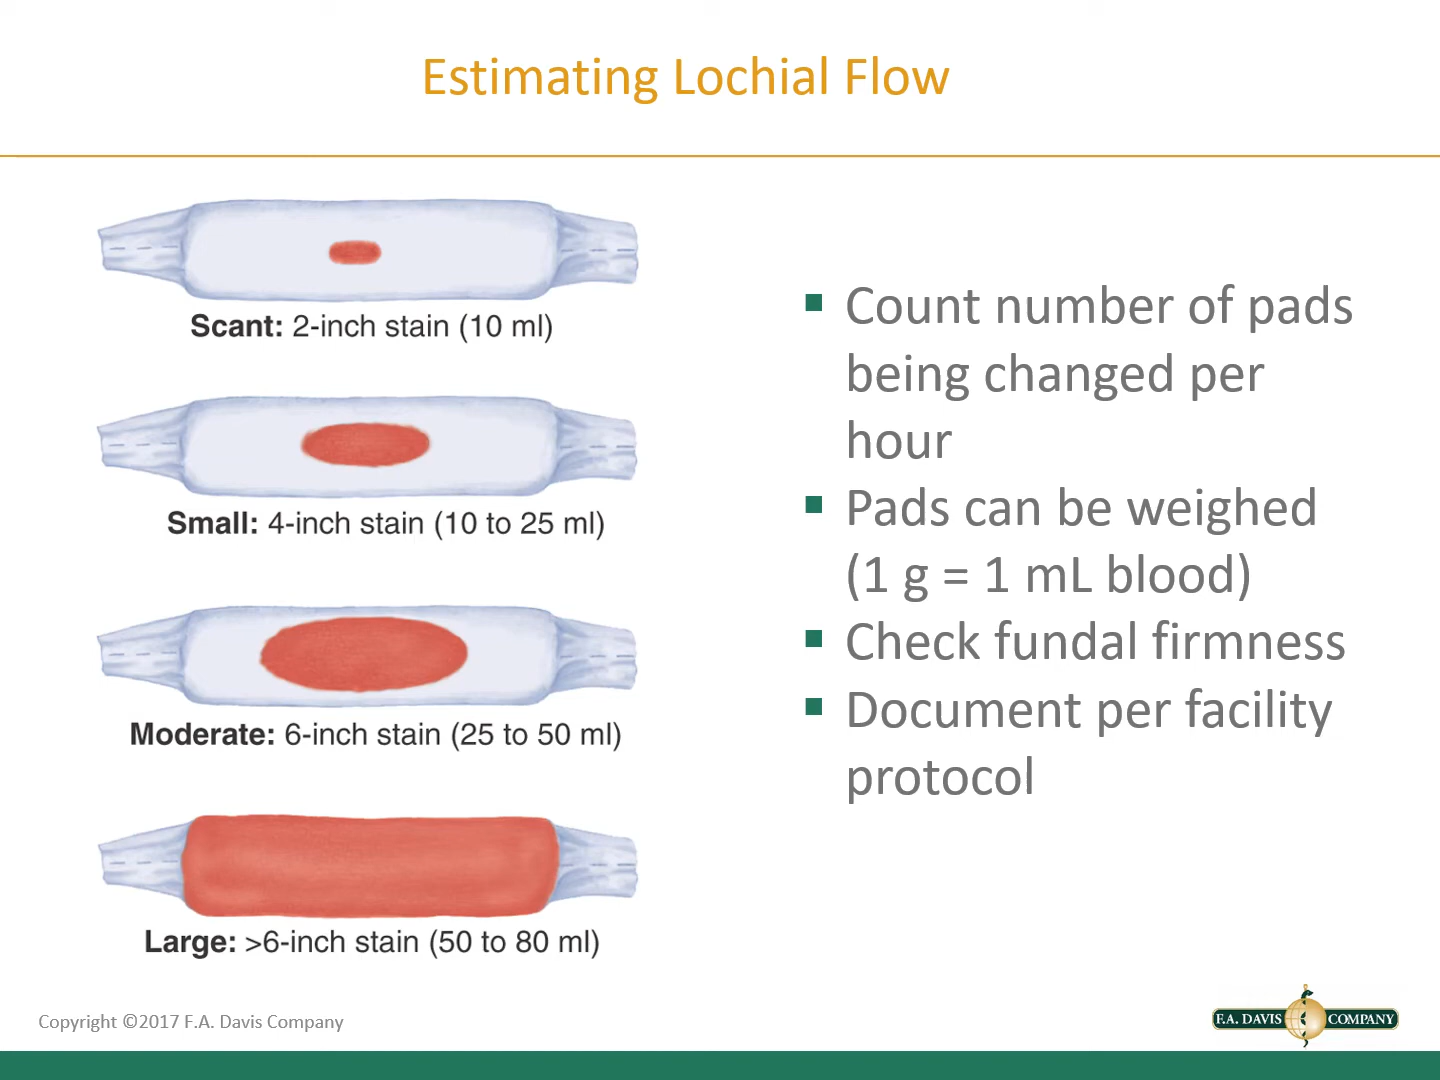 Estimating Lochial Flow
Scant: 2-inch stain (10 ml)
Small: 4-inch stain (10 to 25 ml)
Moderate: 6-inch stain (25 to 50 ml)
Large: >6-inch stain (50 to 80 ml)
▪ Count number of pads
being changed per
hour
▪ Pads can be weighed
(1 g = 1 mL blood)
▪ Check fundal firmness
▪ Document per facility
protocol
Copyright ©2017 F.A. Davis Company
F.A. DAVIS COMPANY